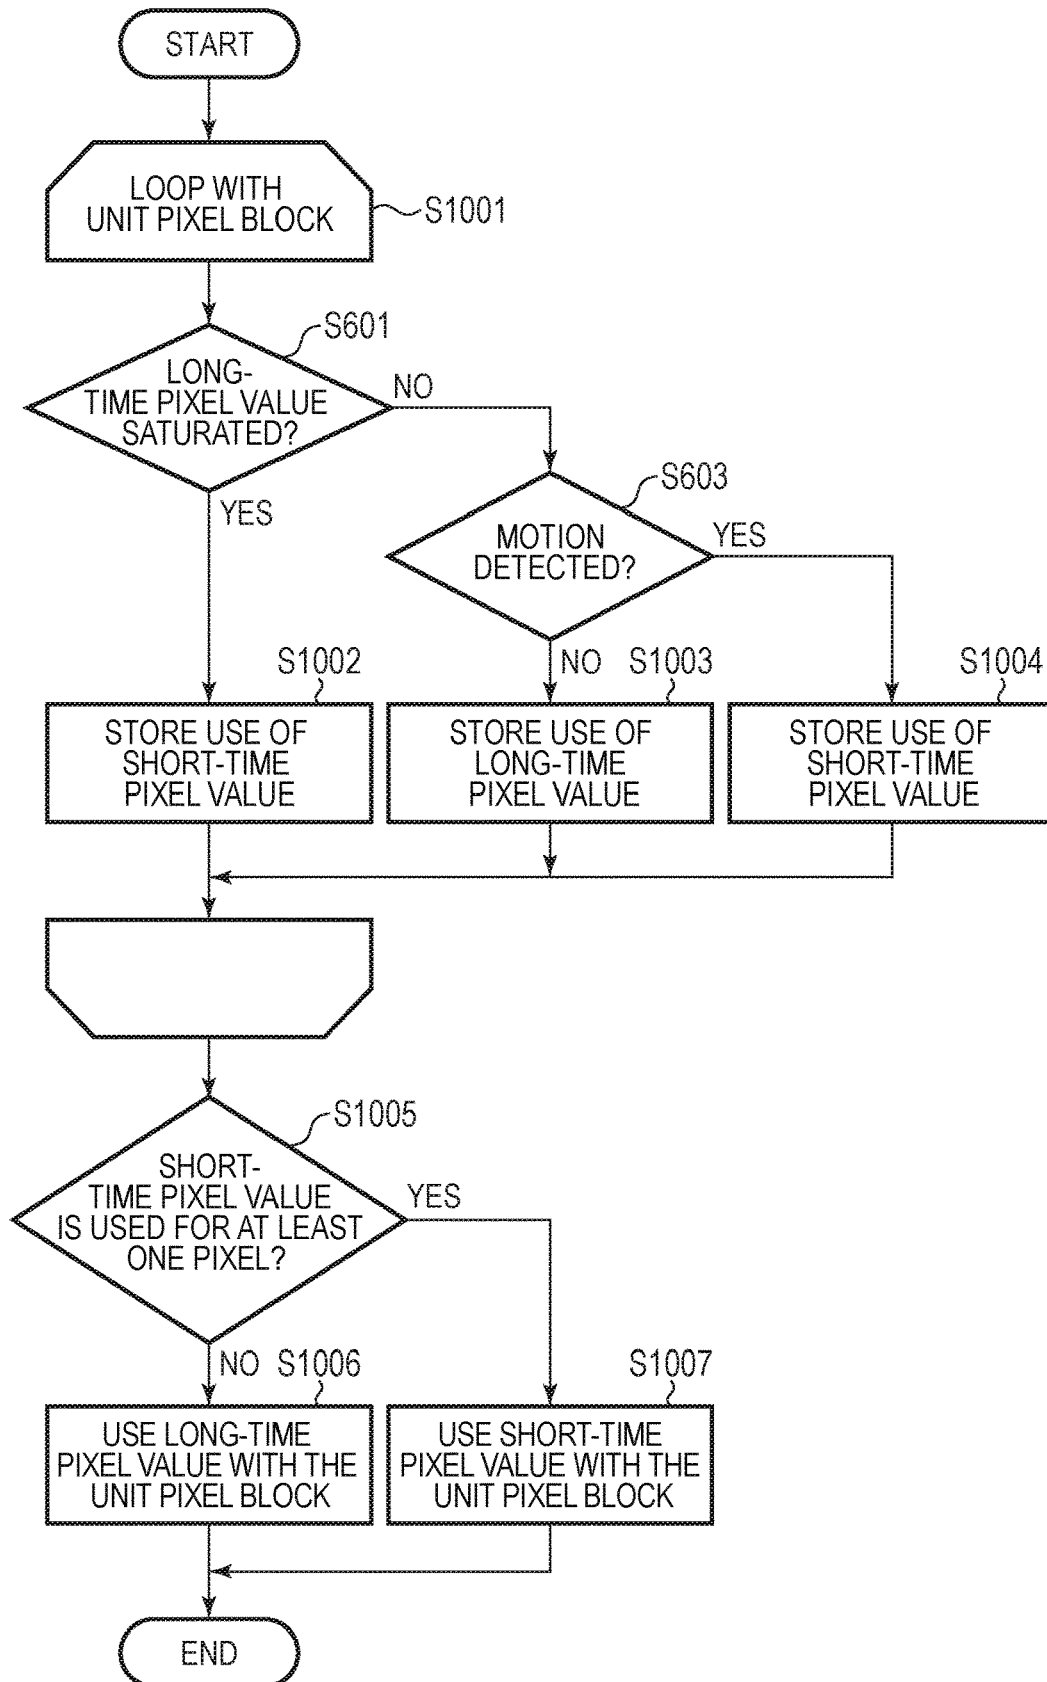 START
LOOP WITH
UNIT PIXEL BLOCK
S1001
S601
LONG-
TIME PIXEL VALUE
SATURATED?
NO
YES
S603
MOTION
DETECTED?
YES
NO
S1002
STORE USE OF
SHORT-TIME
PIXEL VALUE
S1003
STORE USE OF
LONG-TIME
PIXEL VALUE
S1004
STORE USE OF
SHORT-TIME
PIXEL VALUE
S1005
SHORT-
TIME PIXEL VALUE
IS USED FOR AT LEAST
ONE PIXEL?
YES
NO
S1006
USE LONG-TIME
PIXEL VALUE WITH THE
UNIT PIXEL BLOCK
S1007
USE SHORT-TIME
PIXEL VALUE WITH THE
UNIT PIXEL BLOCK
END